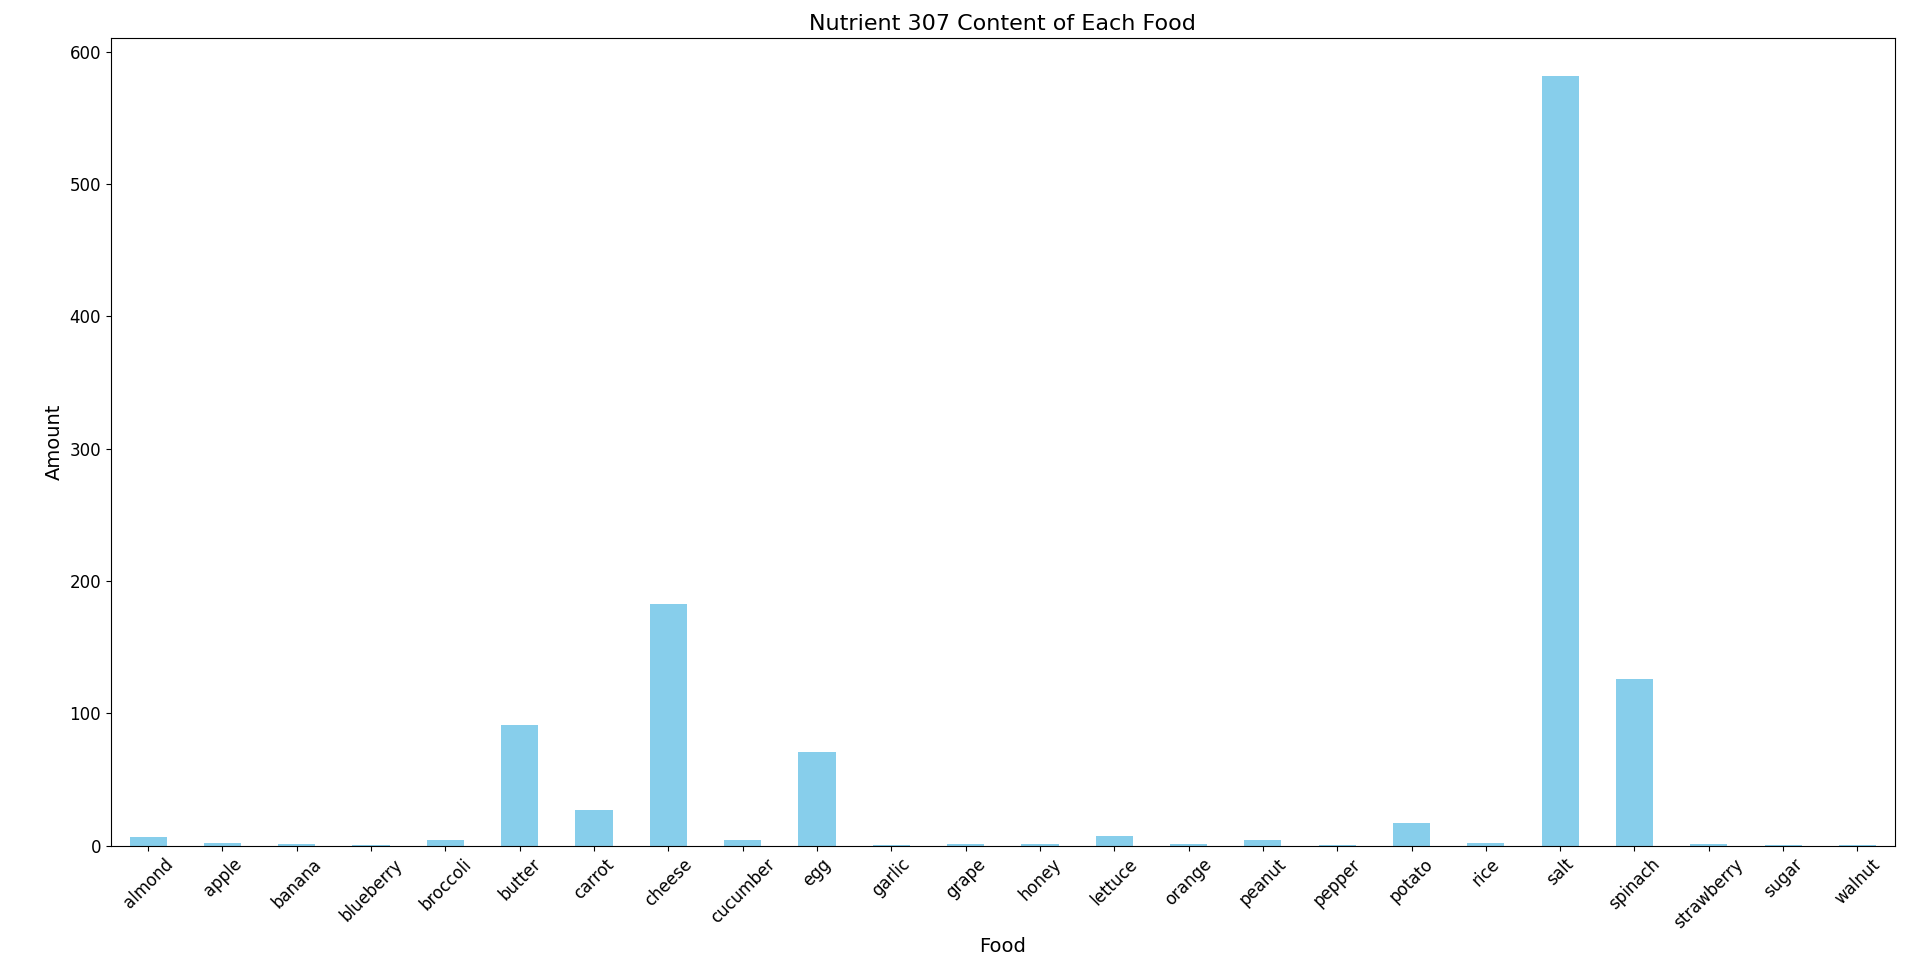 Nutrient 307 Content of Each Food
600
500
400
300
200
100
0
Amount
almond
apple
banana
blueberry
broccoli
butter
carrot
cheese
cucumber
egg
garlic
grape
honey
lettuce
orange
peanut
pepper
potato
rice
salt
spinach
strawberry
sugar
walnut
Food